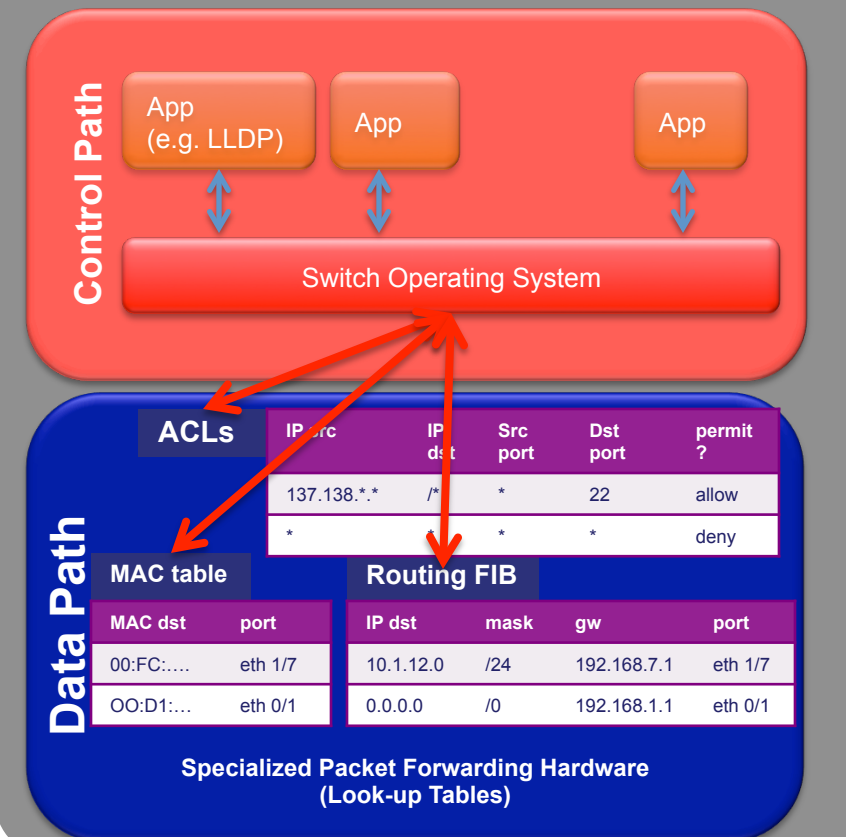 Control Path
App
(e.g. LLDP)
App
App
Switch Operating System
Data Path
ACLs
IP src IP dst Src port Dst port permit ?
137.138.*.* /* * 22 allow
* * * * deny
MAC table
MAC dst port
00:FC:…. eth 1/7
OO:D1:… eth 0/1
Routing FIB
IP dst mask gw port
10.1.12.0 /24 192.168.7.1 eth 1/7
0.0.0.0 /0 192.168.1.1 eth 0/1
Specialized Packet Forwarding Hardware
(Look-up Tables)